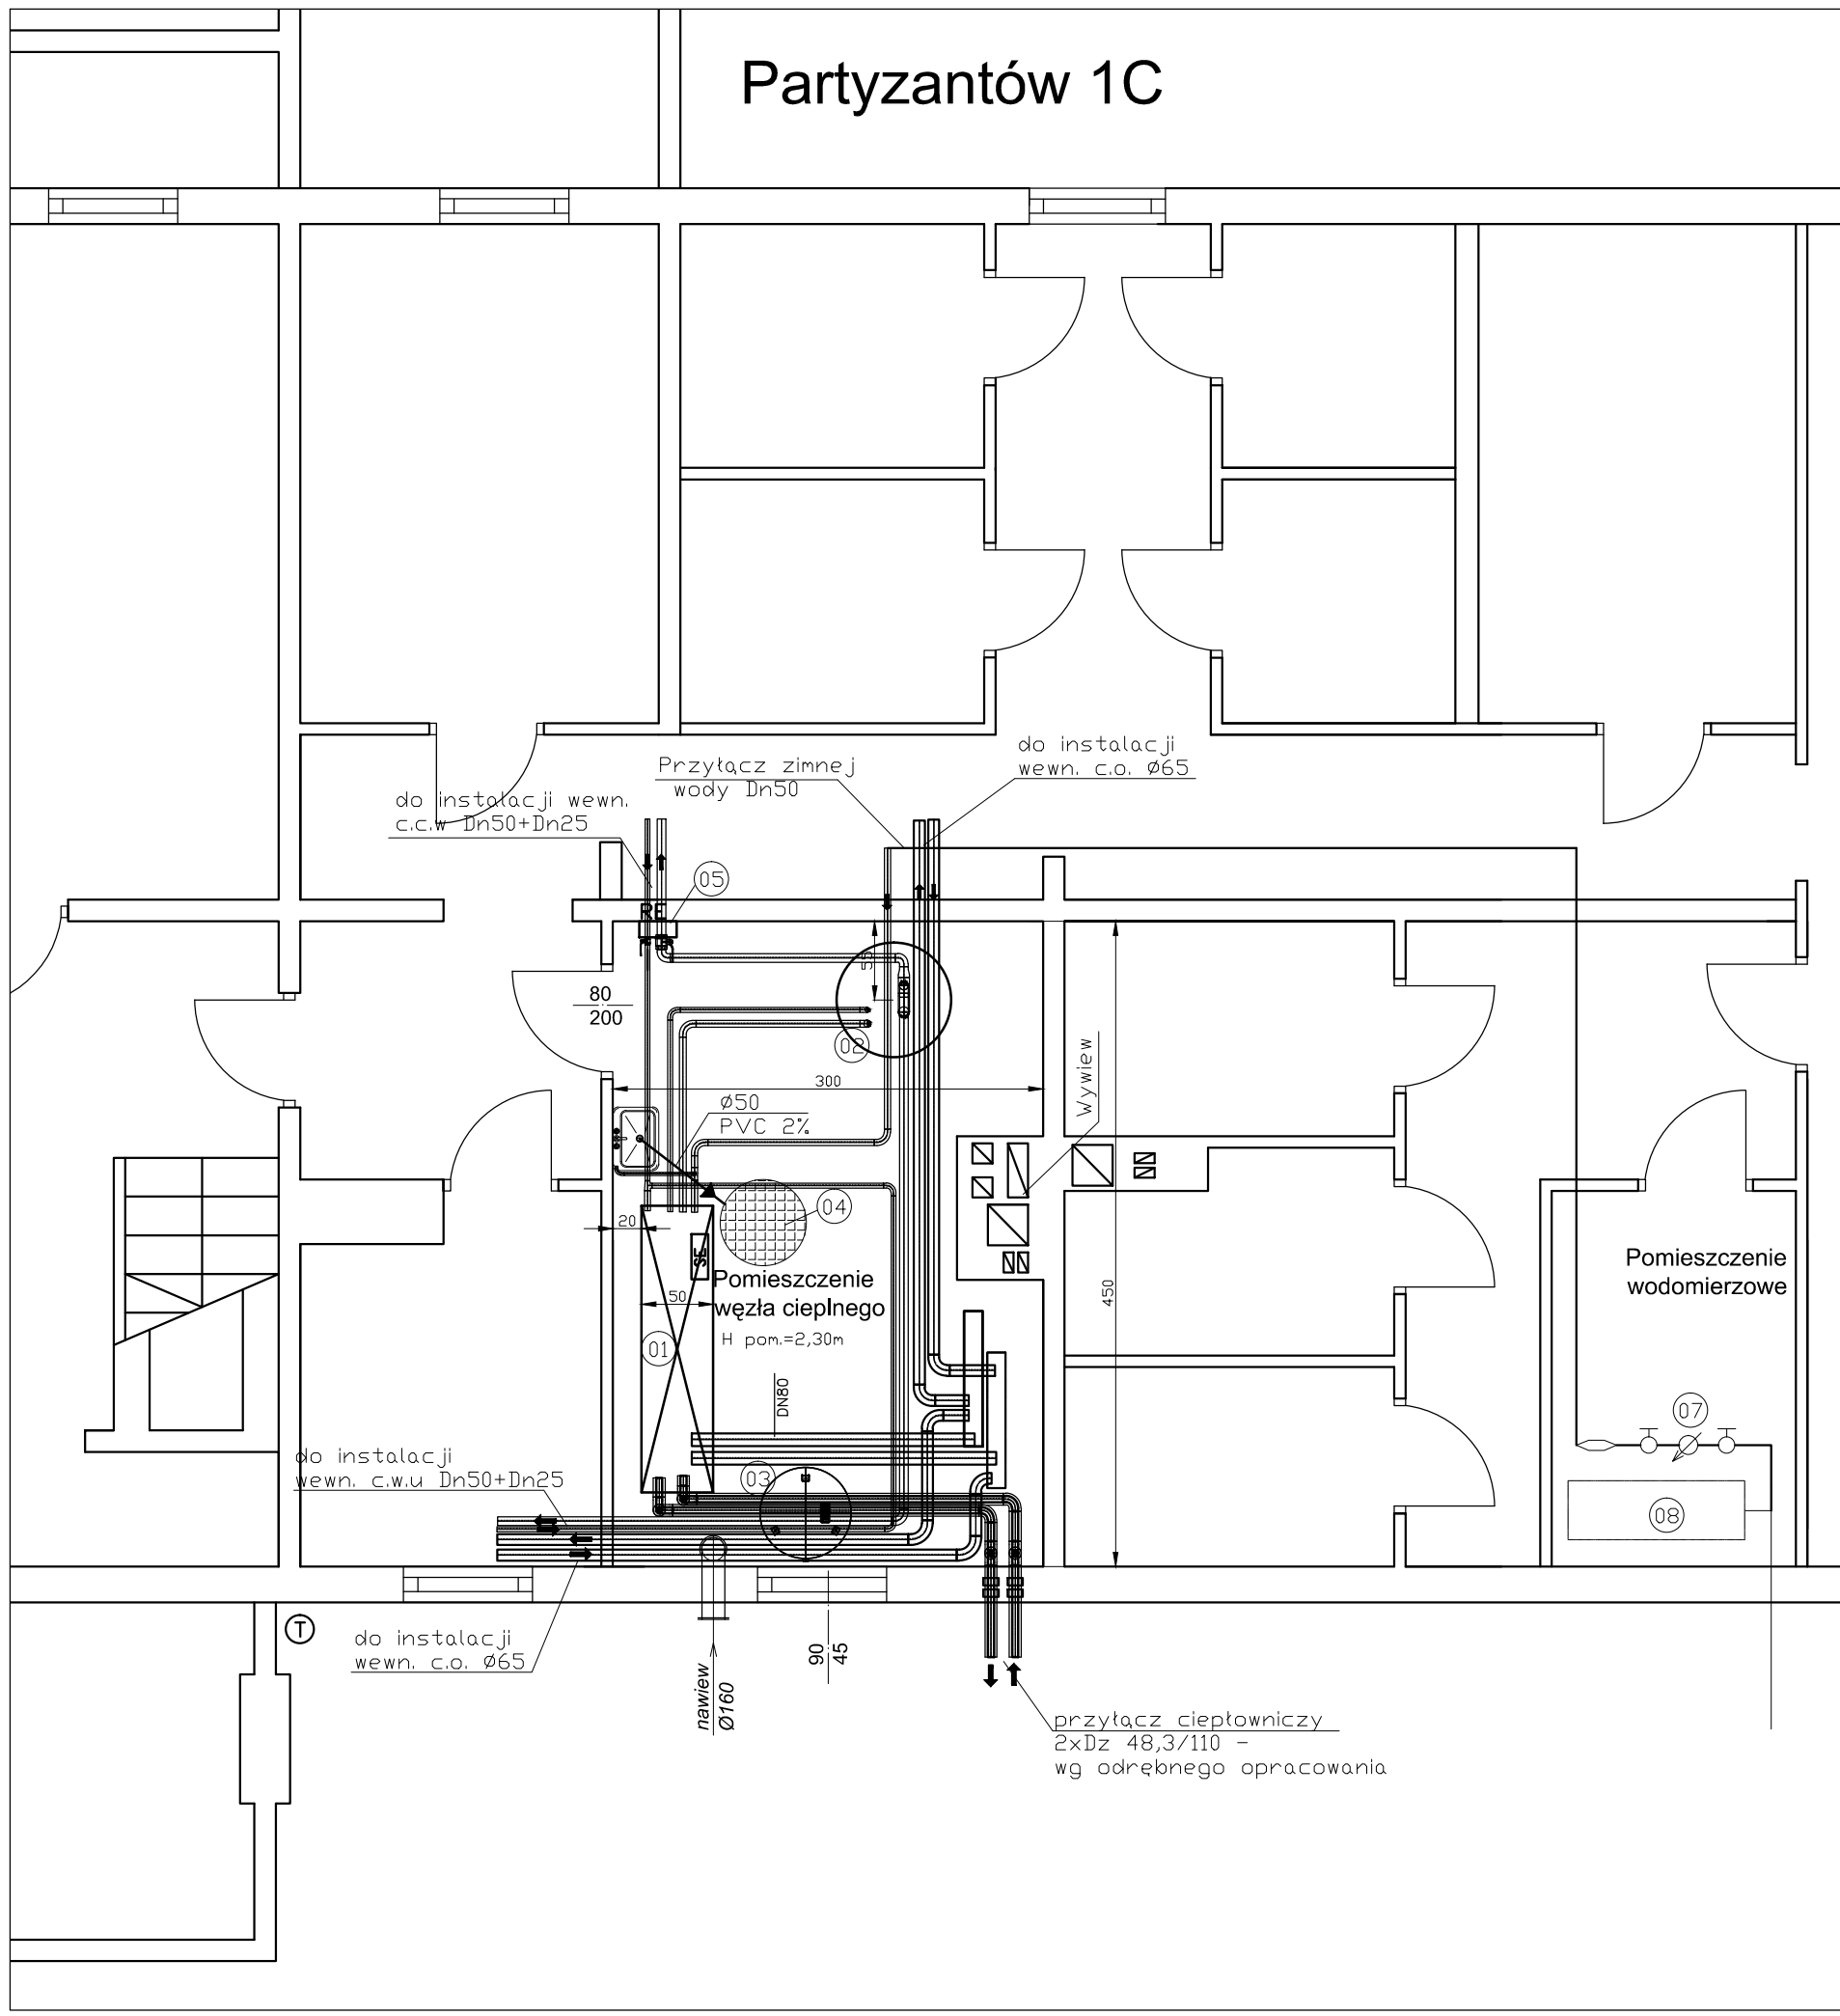 Partyzantów 1C
Przyłącz zimnej
wody Dn50
do instalacji
wewn. c.o. Ø65
do instalacji wewn.
c.c.w Dn50+Dn25
05
RE
55
80
200
02
300
Wywiew
Ø50
PVC 2%
04
20
SE
Pomieszczenie
węzła cieplnego
H pom.=2,30m
50
01
450
DN80
Pomieszczenie
wodomierzowe
07
08
03
do instalacji
wewn. c.w.u Dn50+Dn25
T
do instalacji
wewn. c.o. Ø65
nawiew
Ø160
90
45
przyłącz ciepłowniczy
2xDz 48,3/110 -
wg odrębnego opracowania